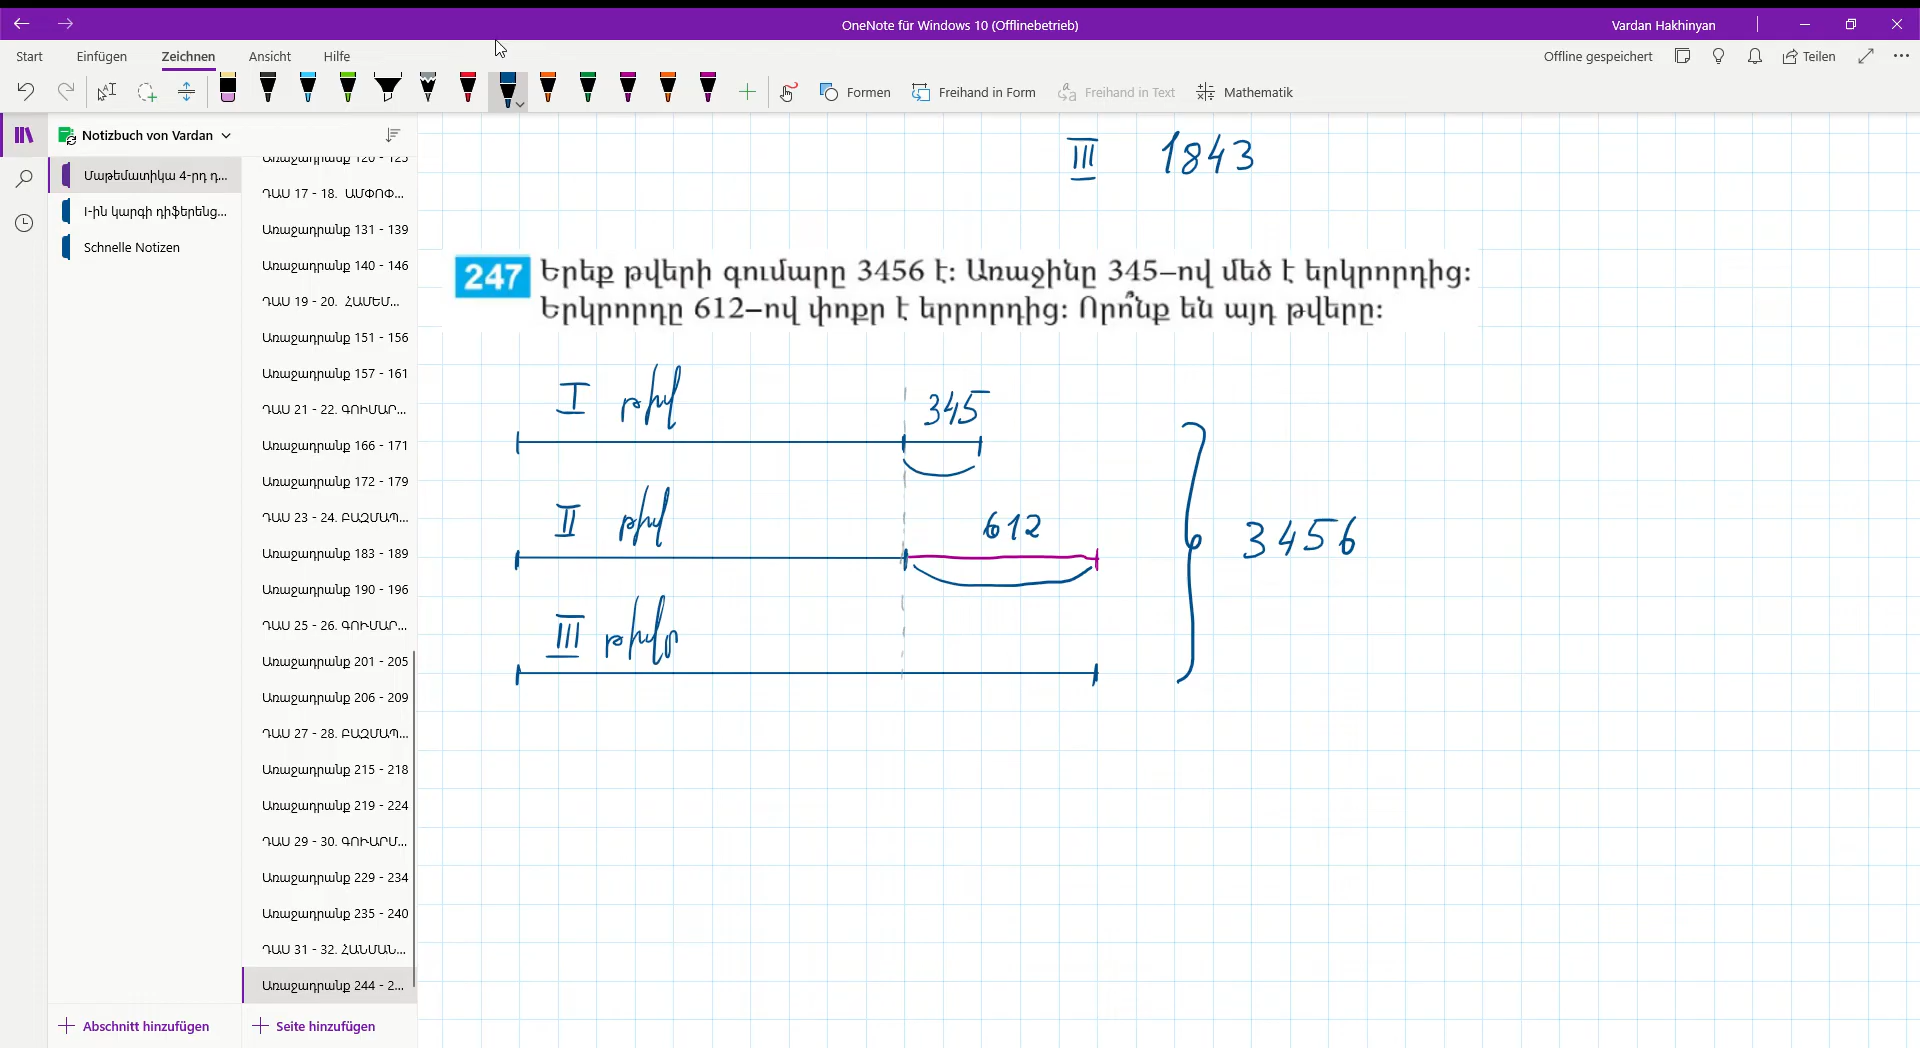 OneNote für Windows 10 (Offlinebetrieb)
Vardan Hakhinyan
Start Einfügen Zeichnen Ansicht Hilfe
Offline gespeichert Teilen
Formen Freihand in Form Freihand in Text Mathematik
Notizbuch von Vardan
Մաթեմատիկա 4-րդ դ...
I-ին կարգի դիֆերենց...
Schnelle Notizen
Առաջադրանք 120 - 125
ԴԱՍ 17 - 18. ԱՄՓՈՓ...
Առաջադրանք 131 - 139
Առաջադրանք 140 - 146
ԴԱՍ 19 - 20. ՀԱՄԵՄ...
Առաջադրանք 151 - 156
Առաջադրանք 157 - 161
ԴԱՍ 21 - 22. ԳՈՒՄԱՐ...
Առաջադրանք 166 - 171
Առաջադրանք 172 - 179
ԴԱՍ 23 - 24. ԲԱԶՄԱՊ...
Առաջադրանք 183 - 189
Առաջադրանք 190 - 196
ԴԱՍ 25 - 26. ԳՈՒՄԱՐ...
Առաջադրանք 201 - 205
Առաջադրանք 206 - 209
ԴԱՍ 27 - 28. ԲԱԶՄԱՊ...
Առաջադրանք 215 - 218
Առաջադրանք 219 - 224
ԴԱՍ 29 - 30. ԳՈՒԱՐՄ...
Առաջադրանք 229 - 234
Առաջադրանք 235 - 240
ԴԱՍ 31 - 32. ՀԱՆՄԱՆ...
Առաջադրանք 244 - 2...
Abschnitt hinzufügen
Seite hinzufügen
III 1843
247 Երեք թվերի գումարը 3456 է: Առաջինը 345–ով մեծ է երկրորդից:
Երկրորդը 612–ով փոքր է երրորդից: Որո՞նք են այդ թվերը:
I թիվ 345
II թիվ 612
3456
III թիվը